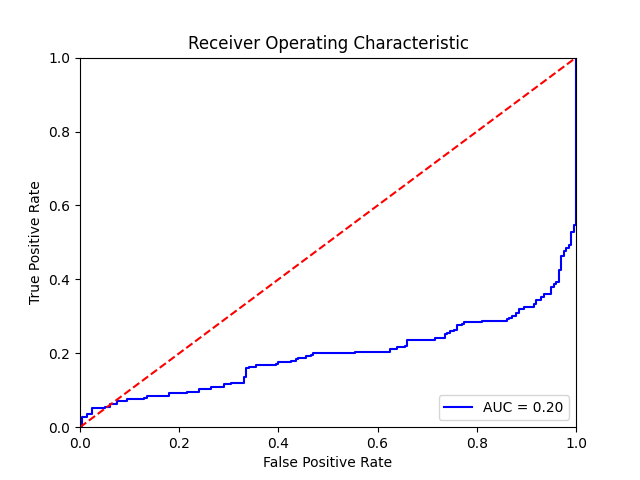 Receiver Operating Characteristic
1.0
0.8
0.6
0.4
0.2
0.0
True Positive Rate
AUC = 0.20
0.0 0.2 0.4 0.6 0.8 1.0
False Positive Rate